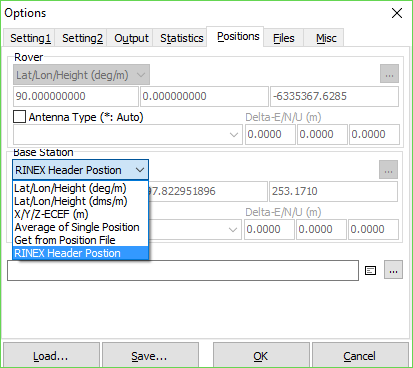 Options
Setting1 Setting2 Output Statistics Positions Files Misc
Rover
Lat/Lon/Height (deg/m) ...
90.000000000 0.000000000 -6335367.6285
Antenna Type (*: Auto) Delta-E/N/U (m)
0.0000 0.0000 0.0000
Base Station
RINEX Header Postion ...
Lat/Lon/Height (deg/m) 97.822951896 253.1710
Lat/Lon/Height (dms/m)
X/Y/Z-ECEF (m) Delta-E/N/U (m)
Average of Single Position 0.0000 0.0000 0.0000
Get from Position File
RINEX Header Postion
...
Load... Save... OK Cancel